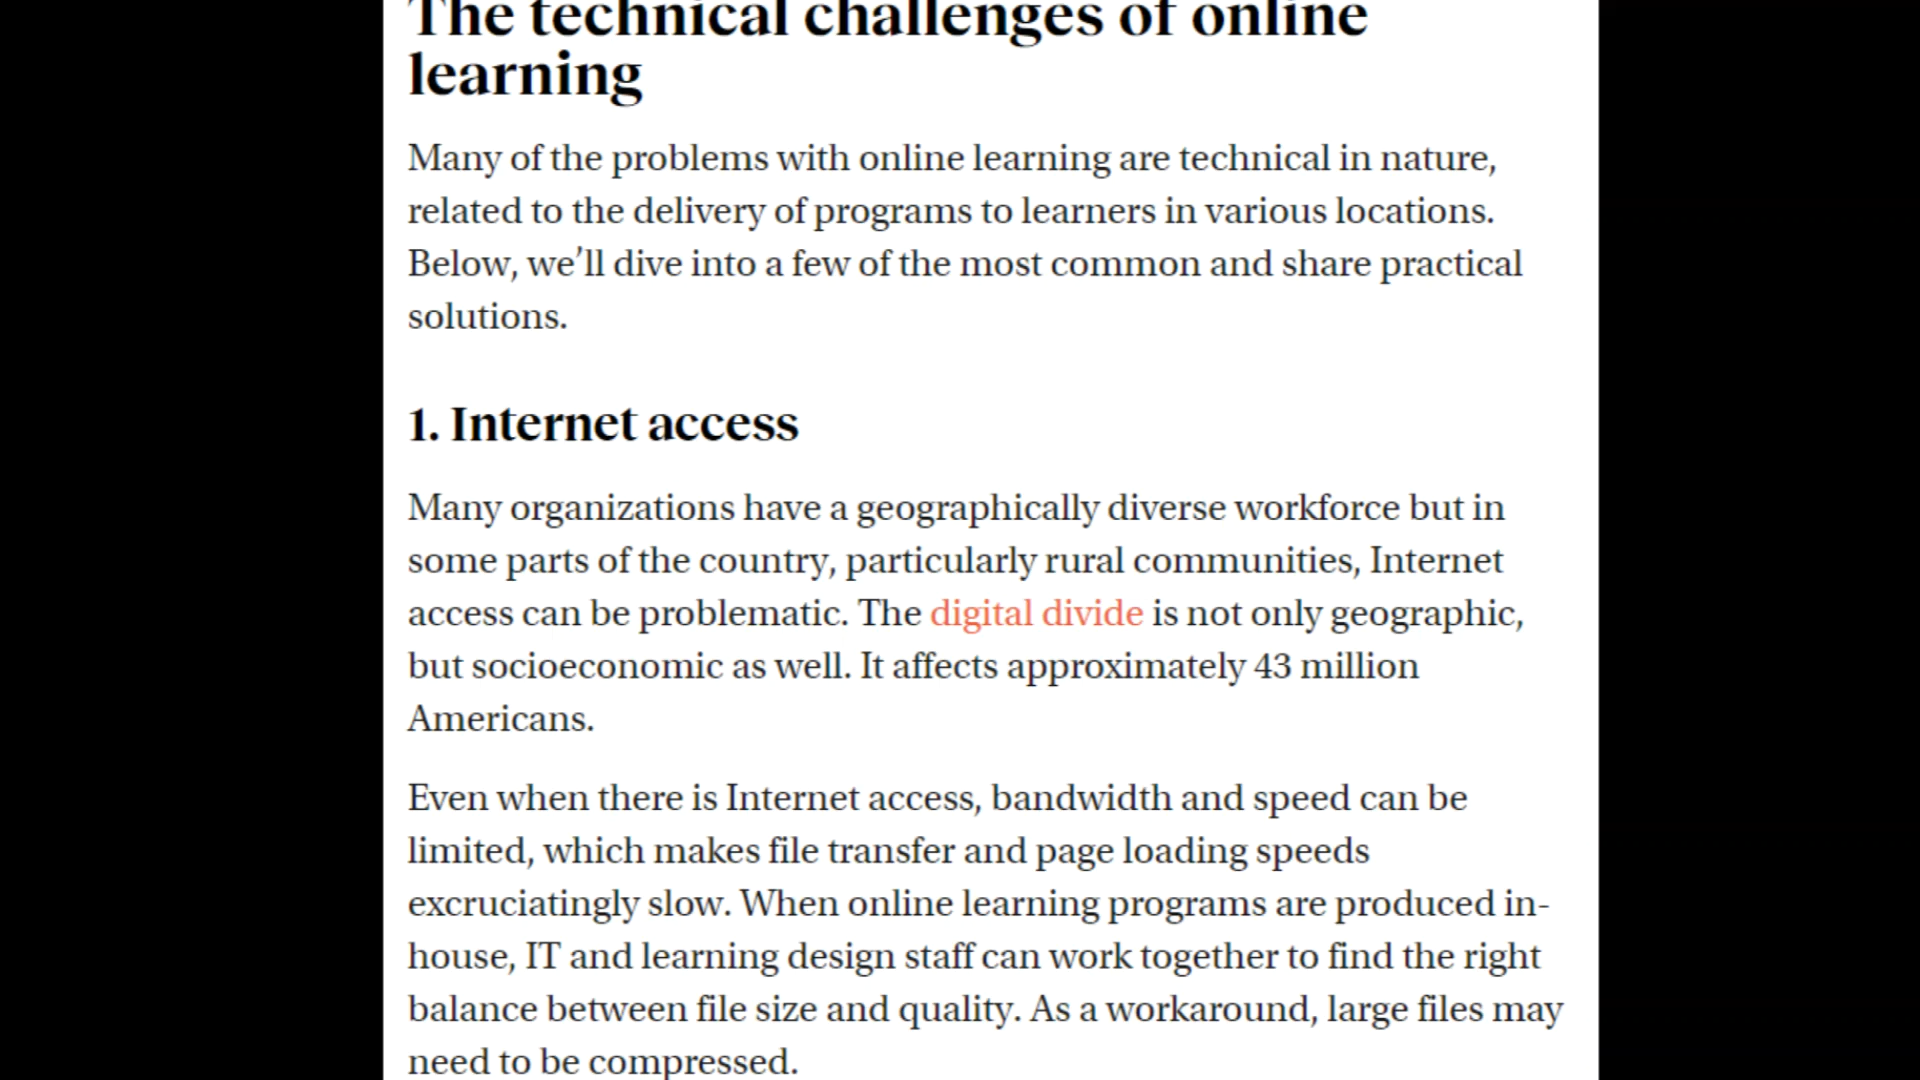 The technical challenges of online
learning
Many of the problems with online learning are technical in nature,
related to the delivery of programs to learners in various locations.
Below, we’ll dive into a few of the most common and share practical
solutions.
1. Internet access
Many organizations have a geographically diverse workforce but in
some parts of the country, particularly rural communities, Internet
access can be problematic. The digital divide is not only geographic,
but socioeconomic as well. It affects approximately 43 million
Americans.
Even when there is Internet access, bandwidth and speed can be
limited, which makes file transfer and page loading speeds
excruciatingly slow. When online learning programs are produced in-
house, IT and learning design staff can work together to find the right
balance between file size and quality. As a workaround, large files may
need to be compressed.